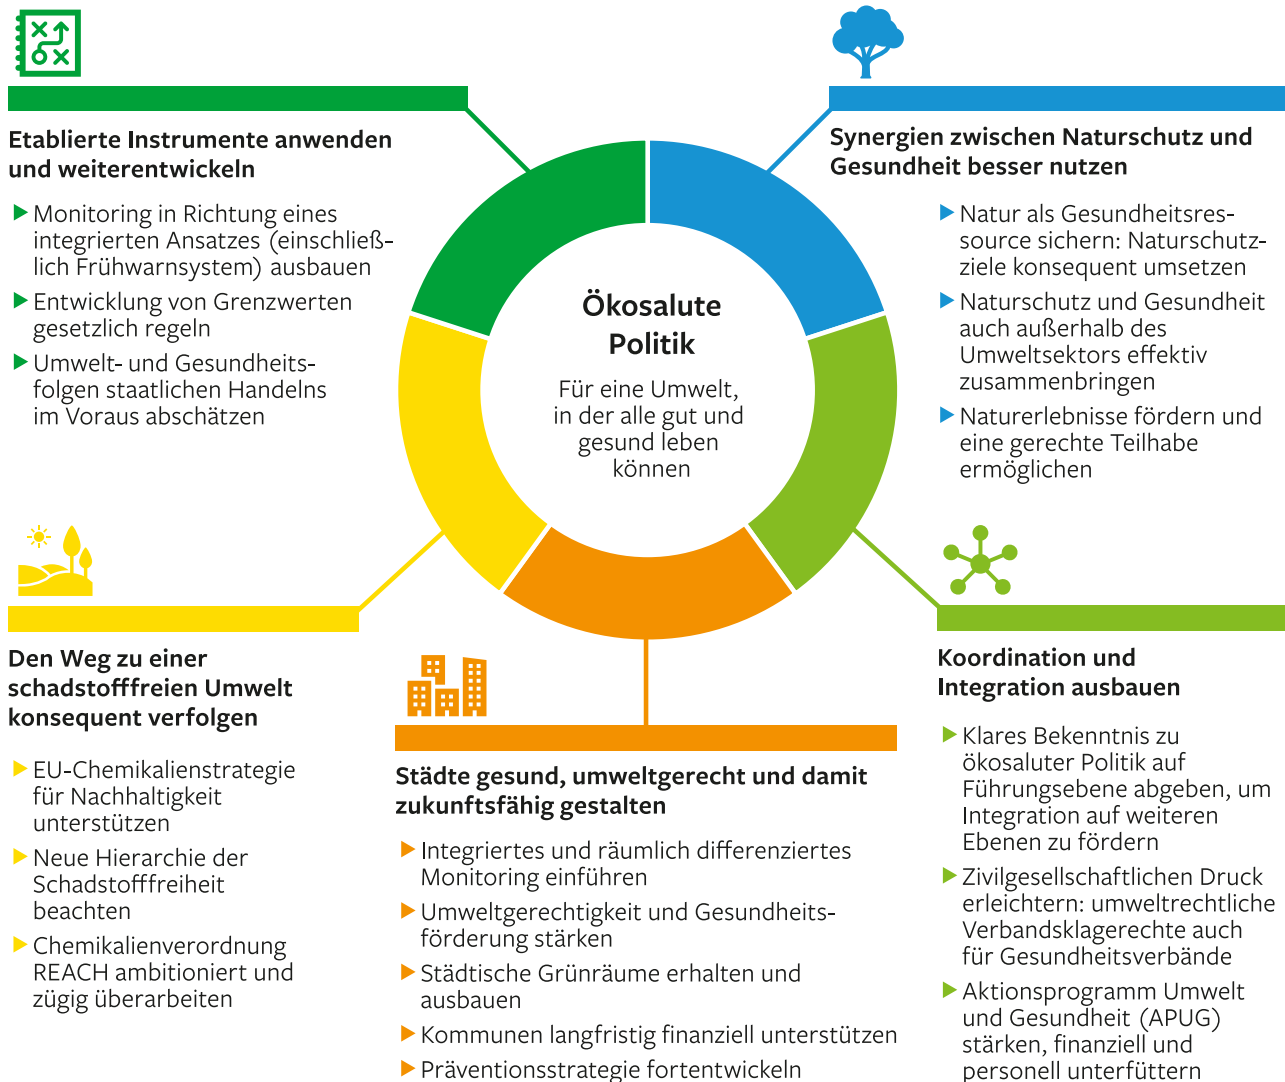 Etablierte Instrumente anwenden
und weiterentwickeln
Monitoring in Richtung eines
integrierten Ansatzes (einschließ-
lich Frühwarnsystem) ausbauen
Entwicklung von Grenzwerten
gesetzlich regeln
Umwelt- und Gesundheits-
folgen staatlichen Handelns
im Voraus abschätzen
Ökosalute
Politik
Für eine Umwelt,
in der alle gut und
gesund leben
können
Synergien zwischen Naturschutz und
Gesundheit besser nutzen
Natur als Gesundheitsres-
source sichern: Naturschutz-
ziele konsequent umsetzen
Naturschutz und Gesundheit
auch außerhalb des
Umweltsektors effektiv
zusammenbringen
Naturerlebnisse fördern und
eine gerechte Teilhabe
ermöglichen
Den Weg zu einer
schadstofffreien Umwelt
konsequent verfolgen
EU-Chemikalienstrategie
für Nachhaltigkeit
unterstützen
Neue Hierarchie der
Schadstofffreiheit
beachten
Chemikalienverordnung
REACH ambitioniert und
zügig überarbeiten
Städte gesund, umweltgerecht und damit
zukunftsfähig gestalten
Integriertes und räumlich differenziertes
Monitoring einführen
Umweltgerechtigkeit und Gesundheits-
förderung stärken
Städtische Grünräume erhalten und
ausbauen
Kommunen langfristig finanziell unterstützen
Präventionsstrategie fortentwickeln
Koordination und
Integration ausbauen
Klares Bekenntnis zu
ökosaluter Politik auf
Führungsebene abgeben, um
Integration auf weiteren
Ebenen zu fördern
Zivilgesellschaftlichen Druck
erleichtern: umweltrechtliche
Verbandsklagerechte auch
für Gesundheitsverbände
Aktionsprogramm Umwelt
und Gesundheit (APUG)
stärken, finanziell und
personell unterfüttern